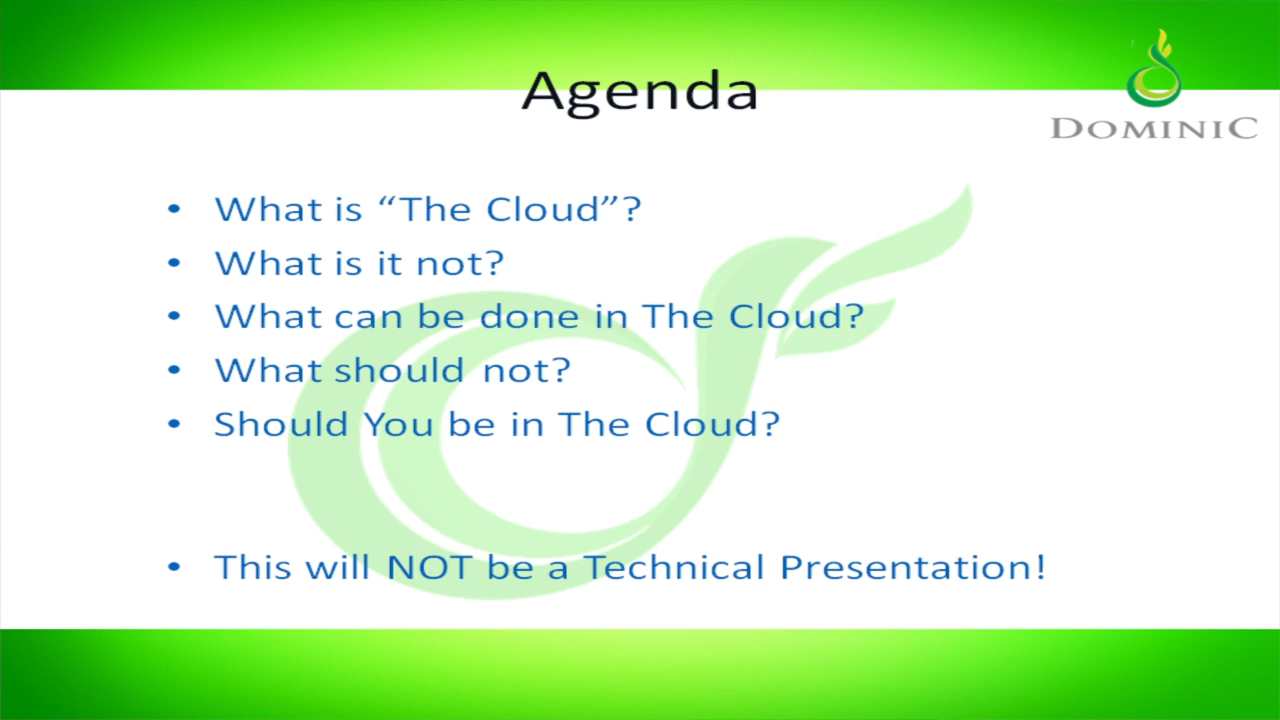 Agenda
DOMINIC
• What is “The Cloud”?
• What is it not?
• What can be done in The Cloud?
• What should not?
• Should You be in The Cloud?
• This will NOT be a Technical Presentation!